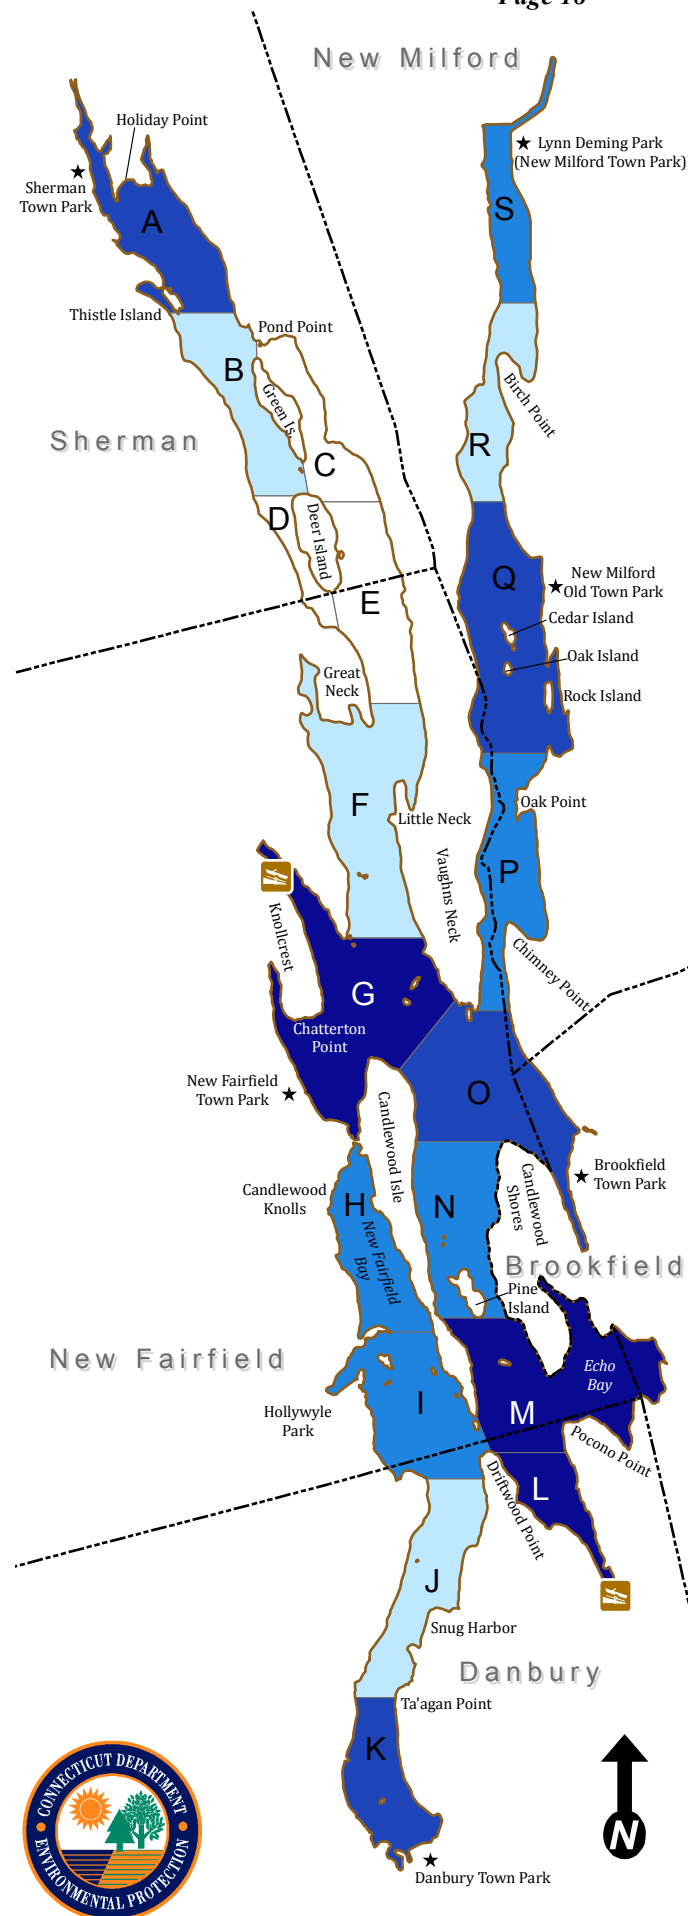 Page 16
New Milford
Holiday Point
Lynn Deming Park
(New Milford Town Park)
Sherman
Town Park
S
A
Thistle Island
Pond Point
B
Green Is.
Birch Point
Sherman
R
C
D
Deer Island
Q
New Milford
Old Town Park
E
Cedar Island
Oak Island
Great
Neck
Rock Island
F
Oak Point
Little Neck
Vaughns Neck
P
Knollcrest
Chimney Point
G
Chatterton
Point
New Fairfield
Town Park
O
Candlewood Isle
Candlewood
Shores
Brookfield
Town Park
Candlewood
Knolls
H
New Fairfield
Bay
N
Brookfield
Pine
Island
New Fairfield
Echo
Bay
Hollywyle
Park
I
M
Pocono Point
Driftwood Point
L
J
Snug Harbor
Danbury
Ta'agan Point
K
CONNECTICUT DEPARTMENT
ENVIRONMENTAL PROTECTION
N
Danbury Town Park